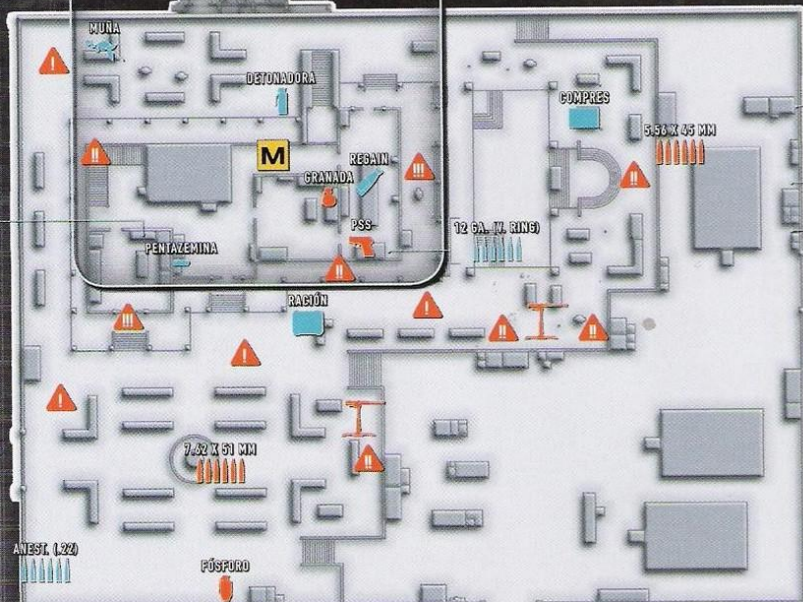 MUÑA
DETONADORA
COMPRES
5.56 X 45 MM
M
REGAIN
GRANADA
PSS
12 GA. (V. RING)
PENTAZEMINA
RACIÓN
7.62 X 51 MM
ANEST. (.22)
FÓSFORO
!
!!
!!!
!!
!!
!!!
!
!
!!
!!
!
!!